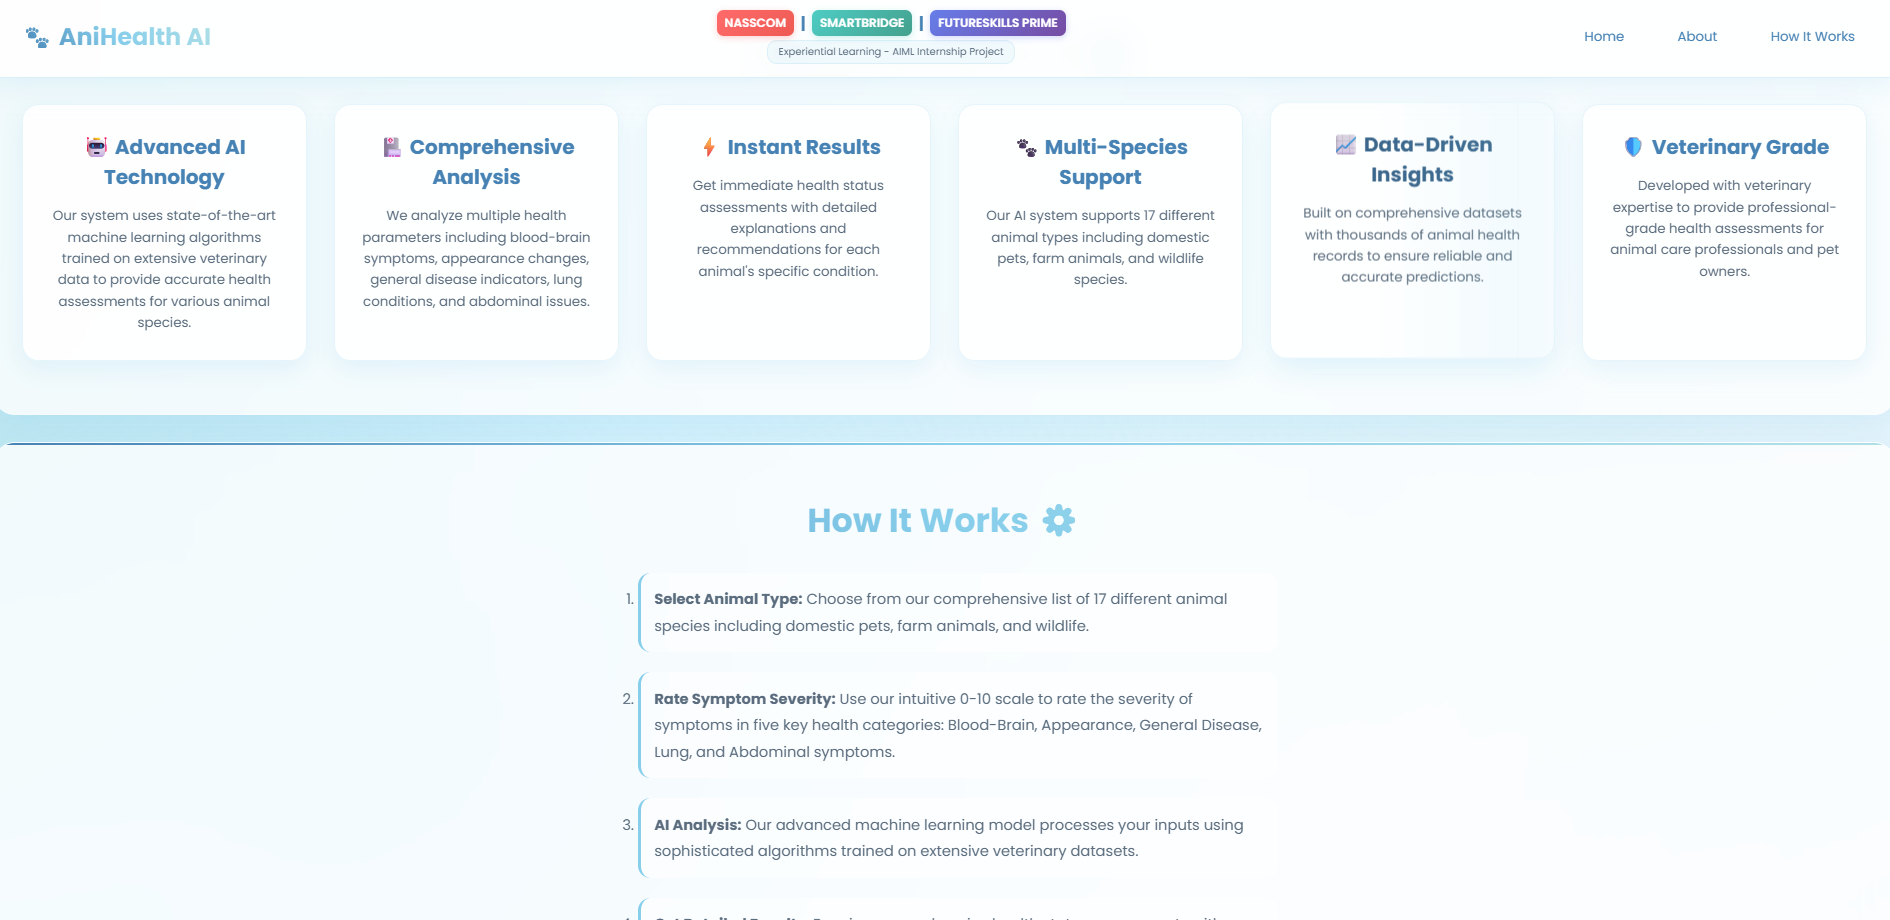 AniHealth AI
NASSCOM | SMARTBRIDGE | FUTURESKILLS PRIME
Experiential Learning - AIML Internship Project
Home About How It Works
Advanced AI
Technology
Our system uses state-of-the-art
machine learning algorithms
trained on extensive veterinary
data to provide accurate health
assessments for various animal
species.
Comprehensive
Analysis
We analyze multiple health
parameters including blood-brain
symptoms, appearance changes,
general disease indicators, lung
conditions, and abdominal issues.
Instant Results
Get immediate health status
assessments with detailed
explanations and
recommendations for each
animal's specific condition.
Multi-Species
Support
Our AI system supports 17 different
animal types including domestic
pets, farm animals, and wildlife
species.
Data-Driven
Insights
Built on comprehensive datasets
with thousands of animal health
records to ensure reliable and
accurate predictions.
Veterinary Grade
Developed with veterinary
expertise to provide professional-
grade health assessments for
animal care professionals and pet
owners.
How It Works
1. Select Animal Type: Choose from our comprehensive list of 17 different animal
species including domestic pets, farm animals, and wildlife.
2. Rate Symptom Severity: Use our intuitive 0-10 scale to rate the severity of
symptoms in five key health categories: Blood-Brain, Appearance, General Disease,
Lung, and Abdominal symptoms.
3. AI Analysis: Our advanced machine learning model processes your inputs using
sophisticated algorithms trained on extensive veterinary datasets.